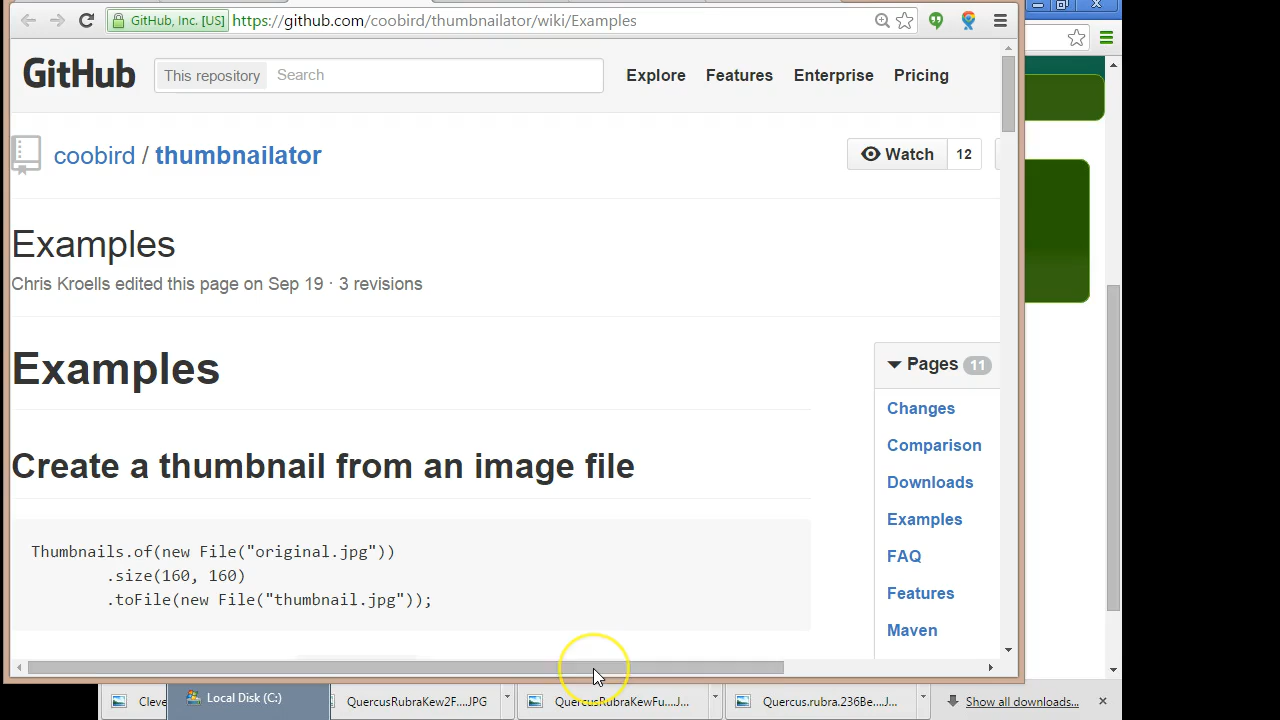 GitHub, Inc. [US] https://github.com/coobird/thumbnailator/wiki/Examples
GitHub This repository Search Explore Features Enterprise Pricing
coobird / thumbnailator Watch 12
Examples
Chris Kroells edited this page on Sep 19 · 3 revisions
Examples
Pages 11
Changes
Comparison
Downloads
Examples
FAQ
Features
Maven
Create a thumbnail from an image file
Thumbnails.of(new File("original.jpg"))
.size(160, 160)
.toFile(new File("thumbnail.jpg"));
Cleve Local Disk (C:) QuercusRubraKew2F....JPG QuercusRubraKewFu....J... Quercus.rubra.236Be....J... Show all downloads...